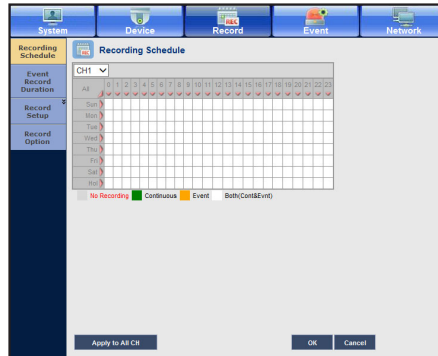 System Device Record Event Network
Recording Schedule
Event Record Duration
Record Setup
Record Option
REC
Recording Schedule
CH1
All 0 1 2 3 4 5 6 7 8 9 10 11 12 13 14 15 16 17 18 19 20 21 22 23
Sun
Mon
Tue
Wed
Thu
Fri
Sat
Hol
No Recording Continuous Event Both(Cont&Evnt)
Apply to All CH OK Cancel